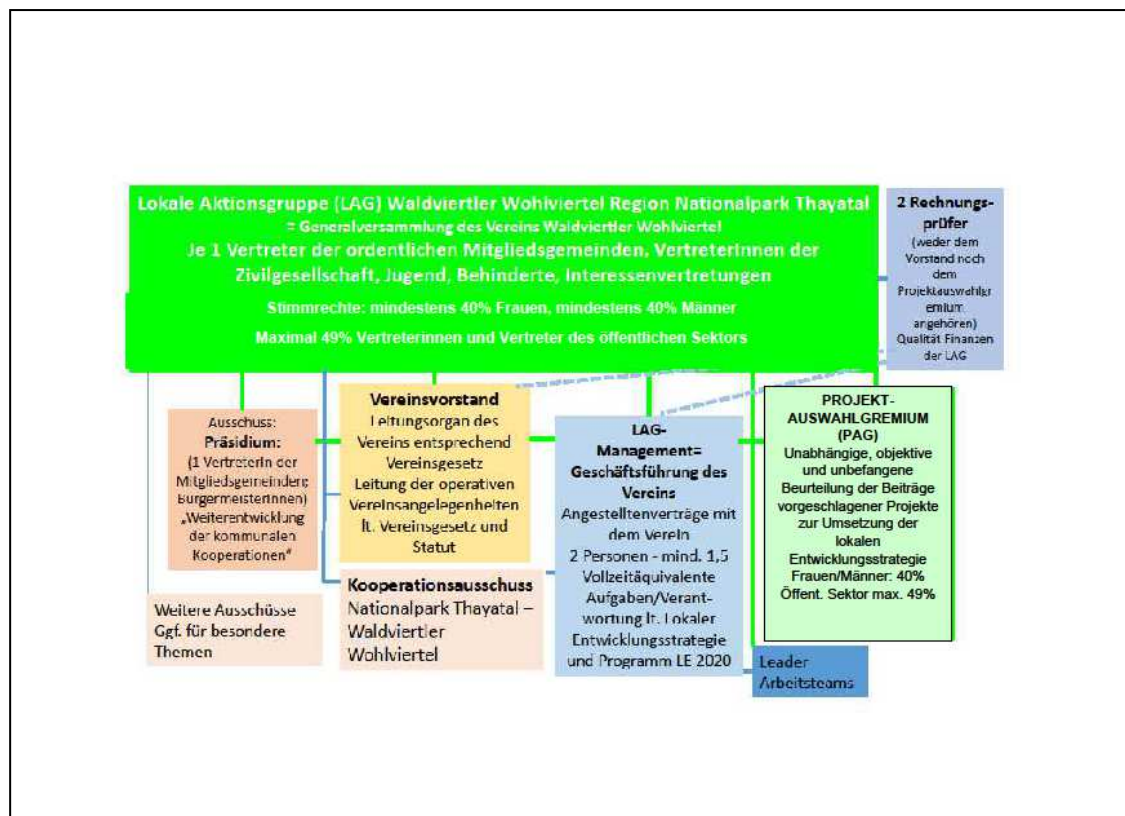 Lokale Aktionsgruppe (LAG) Waldviertler Wohlviertel Region Nationalpark Thayatal
= Generalversammlung des Vereins Waldviertler Wohlviertel
Je 1 Vertreter der ordentlichen Mitgliedsgemeinden, VertreterInnen der
Zivilgesellschaft, Jugend, Behinderte, Interessenvertretungen
Stimmrechte: mindestens 40% Frauen, mindestens 40% Männer
Maximal 49% Vertreterinnen und Vertreter des öffentlichen Sektors
2 Rechnungs-
prüfer
(weder dem
Vorstand noch
dem
Projektauswahlgr
emium
angehören)
Qualität Finanzen
der LAG
Ausschuss:
Präsidium:
(1 VertreterIn der
Mitgliedsgemeinden;
BürgermeisterInnen)
„Weiterentwicklung
der kommunalen
Kooperationen“
Vereinsvorstand
Leitungsorgan des
Vereins entsprechend
Vereinsgesetz
Leitung der operativen
Vereinsangelegenheiten
lt. Vereinsgesetz und
Statut
LAG-
Management=
Geschäftsführung des
Vereins
Angestelltenverträge mit
dem Verein
2 Personen - mind. 1,5
Vollzeitäquivalente
Aufgaben/Verant-
wortung lt. Lokaler
Entwicklungsstrategie
und Programm LE 2020
PROJEKT-
AUSWAHLGREMIUM
(PAG)
Unabhängige, objektive
und unbefangene
Beurteilung der Beiträge
vorgeschlagener Projekte
zur Umsetzung der
lokalen
Entwicklungsstrategie
Frauen/Männer: 40%
Öffent. Sektor max. 49%
Weitere Ausschüsse
Ggf. für besondere
Themen
Kooperationsausschuss
Nationalpark Thayatal –
Waldviertler
Wohlviertel
Leader
Arbeitsteams